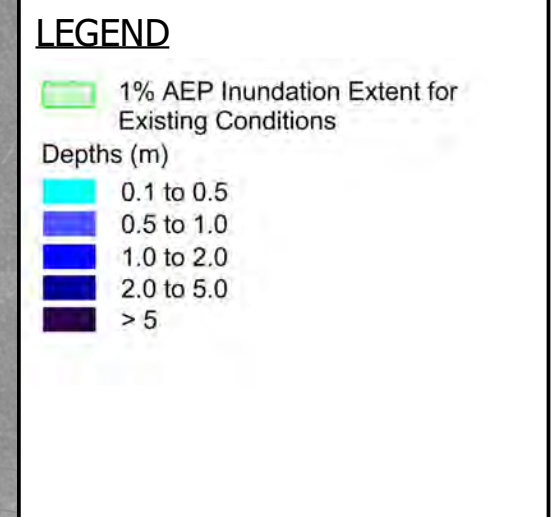 LEGEND
1% AEP Inundation Extent for
Existing Conditions
Depths (m)
0.1 to 0.5
0.5 to 1.0
1.0 to 2.0
2.0 to 5.0
> 5